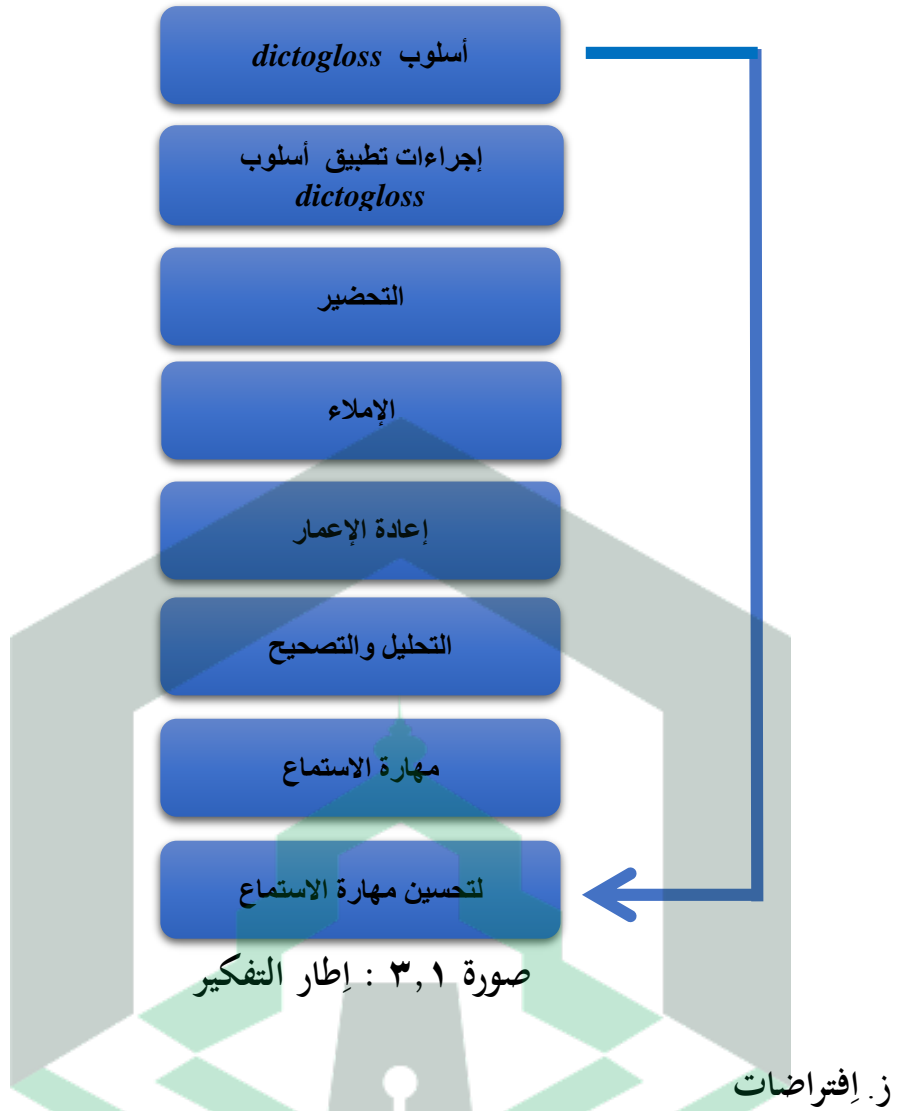 أسلوب dictogloss
إجراءات تطبيق أسلوب
dictogloss
التحضير
الإملاء
إعادة الإعمار
التحليل والتصحيح
مهارة الاستماع
لتحسين مهارة الاستماع
صورة ٣,١ : إِطار التفكير
ز. اِفتراضات